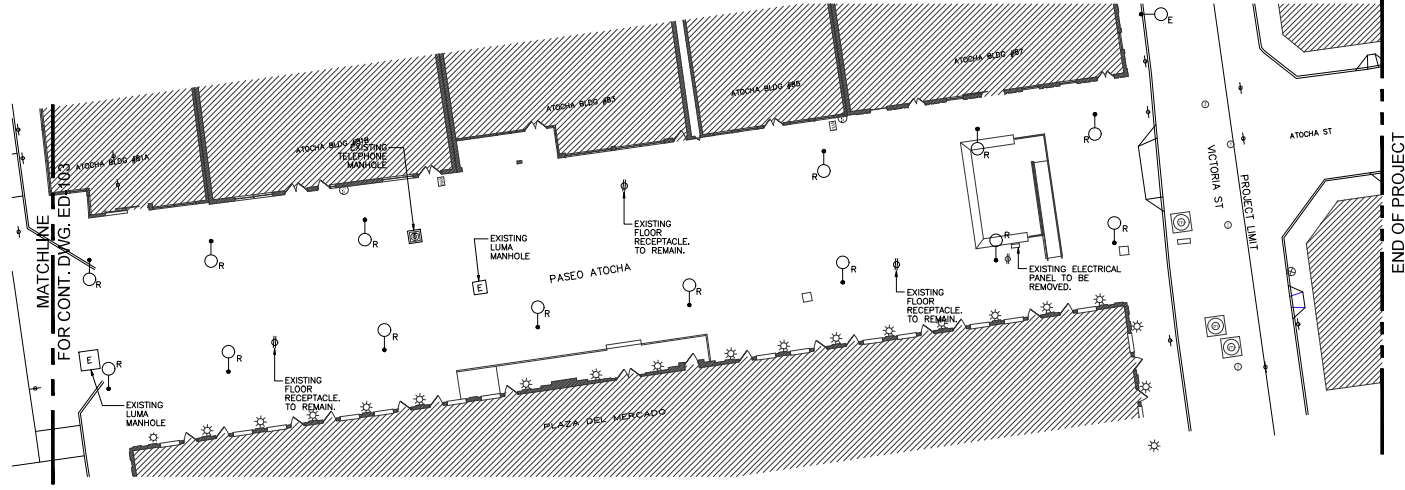 MATCHLINE
FOR CONT. DWG. ED-103
ATOCHA BLDG #81A
ATOCHA BLDG #81B
ATOCHA BLDG #83
ATOCHA BLDG #85
ATOCHA BLDG #87
EXISTING
TELEPHONE
MANHOLE
EXISTING
LUMA
MANHOLE
E
EXISTING
FLOOR
RECEPTACLE.
TO REMAIN.
PASEO ATOCHA
EXISTING
FLOOR
RECEPTACLE.
TO REMAIN.
EXISTING ELECTRICAL
PANEL TO BE
REMOVED.
EXISTING
FLOOR
RECEPTACLE.
TO REMAIN.
E
EXISTING
LUMA
MANHOLE
PLAZA DEL MERCADO
R
R
R
R
R
R
R
R
R
R
R
R
R
R
E
VICTORIA ST
PROJECT LIMIT
ATOCHA ST
END OF PROJECT